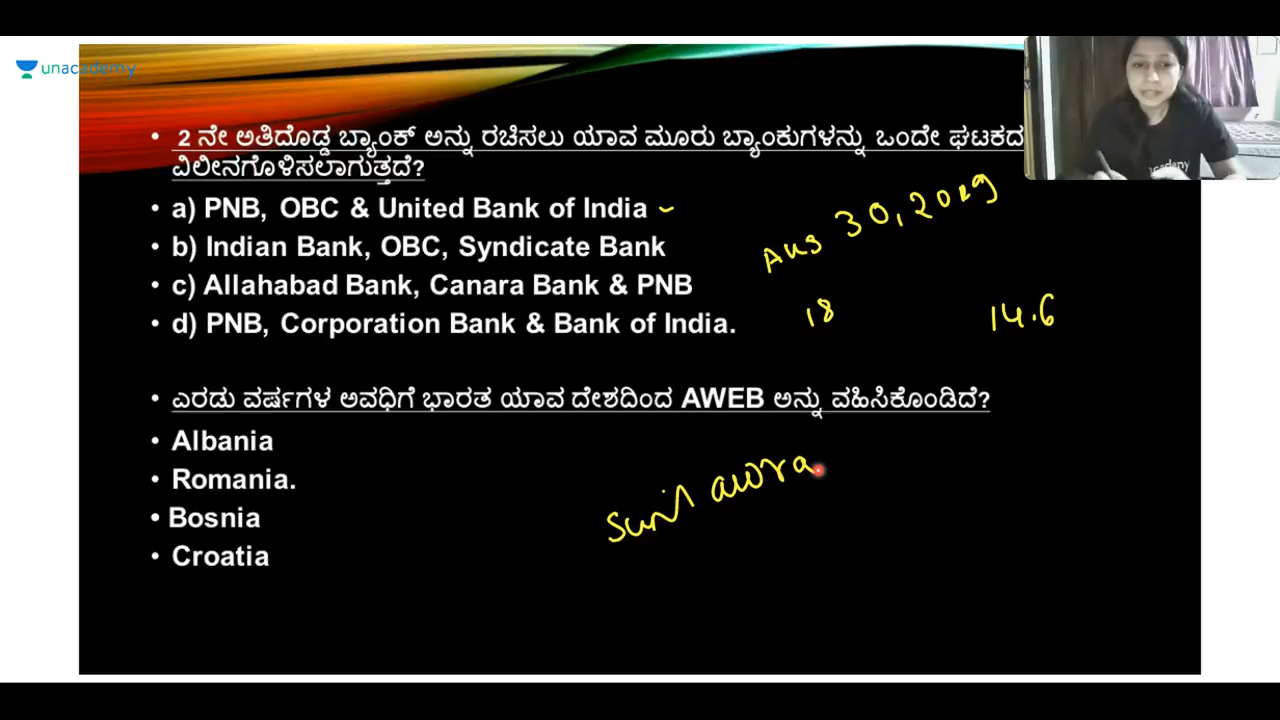 unacademy
2 ನೇ ಅತಿದೊಡ್ಡ ಬ್ಯಾಂಕ್ ಅನ್ನು ರಚಿಸಲು ಯಾವ ಮೂರು ಬ್ಯಾಂಕುಗಳನ್ನು ಒಂದೇ ಘಟಕದ
ವಿಲೀನಗೊಳಿಸಲಾಗುತ್ತದೆ?
• a) PNB, OBC & United Bank of India
• b) Indian Bank, OBC, Syndicate Bank
• c) Allahabad Bank, Canara Bank & PNB
• d) PNB, Corporation Bank & Bank of India.
30, 2019
18
14.6
• ಎರಡು ವರ್ಷಗಳ ಅವಧಿಗೆ ಭಾರತ ಯಾವ ದೇಶದಿಂದ AWEB ಅನ್ನು ವಹಿಸಿಕೊಂಡಿದೆ?
• Albania
• Romania.
• Bosnia
• Croatia
Sunil